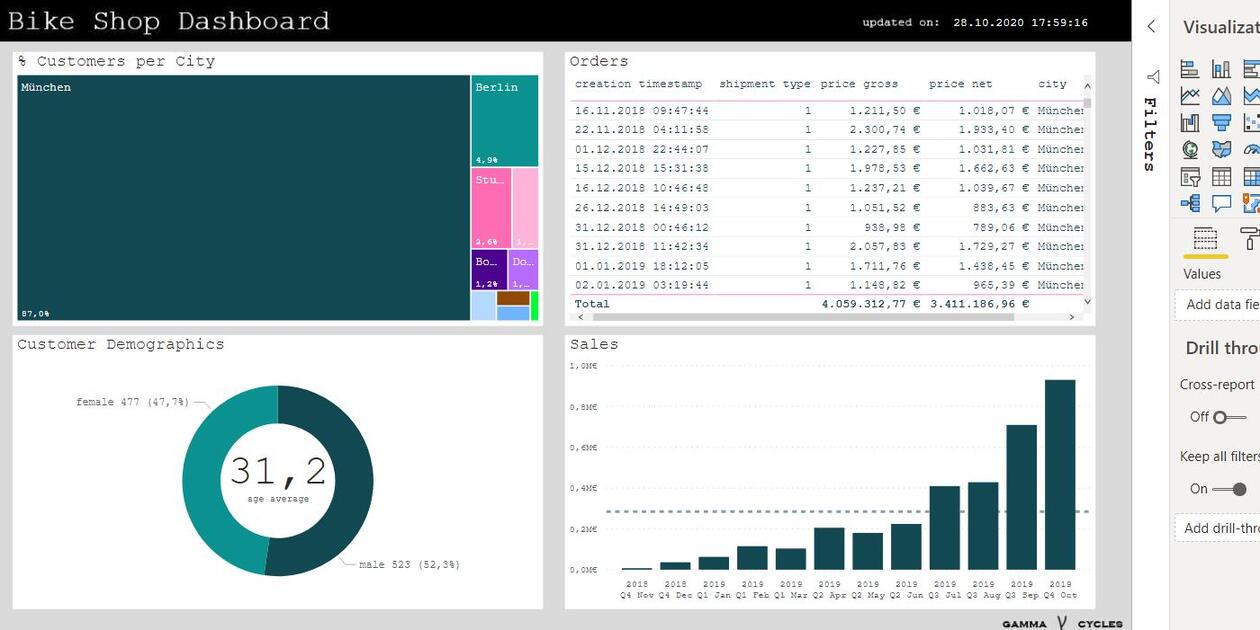 Bike Shop Dashboard
updated on: 28.10.2020 17:59:16
% Customers per City
München
87,0%
Berlin
4,9%
Stu...
2,6%
1,...
Bo...
1,2%
Do...
1,...
Orders
creation timestamp shipment type price gross price net city
16.11.2018 09:47:44 1 1.211,50 € 1.018,07 € München
22.11.2018 04:11:58 1 2.300,74 € 1.933,40 € München
01.12.2018 22:44:07 1 1.227,85 € 1.031,81 € München
15.12.2018 15:31:38 1 1.978,53 € 1.662,63 € München
16.12.2018 10:46:48 1 1.237,21 € 1.039,67 € München
26.12.2018 14:49:03 1 1.051,52 € 883,63 € München
31.12.2018 00:46:12 1 938,98 € 789,06 € München
31.12.2018 11:42:34 1 2.057,83 € 1.729,27 € München
01.01.2019 18:12:05 1 1.711,76 € 1.438,45 € München
02.01.2019 03:19:44 1 1.148,82 € 965,39 € München
Total 4.059.312,77 € 3.411.186,96 €
Customer Demographics
female 477 (47,7%)
31,2
age average
male 523 (52,3%)
Sales
1,0M€
0,8M€
0,6M€
0,4M€
0,2M€
0,0M€
2018 2018 2019 2019 2019 2019 2019 2019 2019 2019 2019 2019
Q4 Nov Q4 Dec Q1 Jan Q1 Feb Q1 Mar Q2 Apr Q2 May Q2 Jun Q3 Jul Q3 Aug Q3 Sep Q4 Oct
GAMMA CYCLES
Filters
Visualizat
Values
Add data fie
Drill thro
Cross-report
Off
Keep all filters
On
Add drill-thro